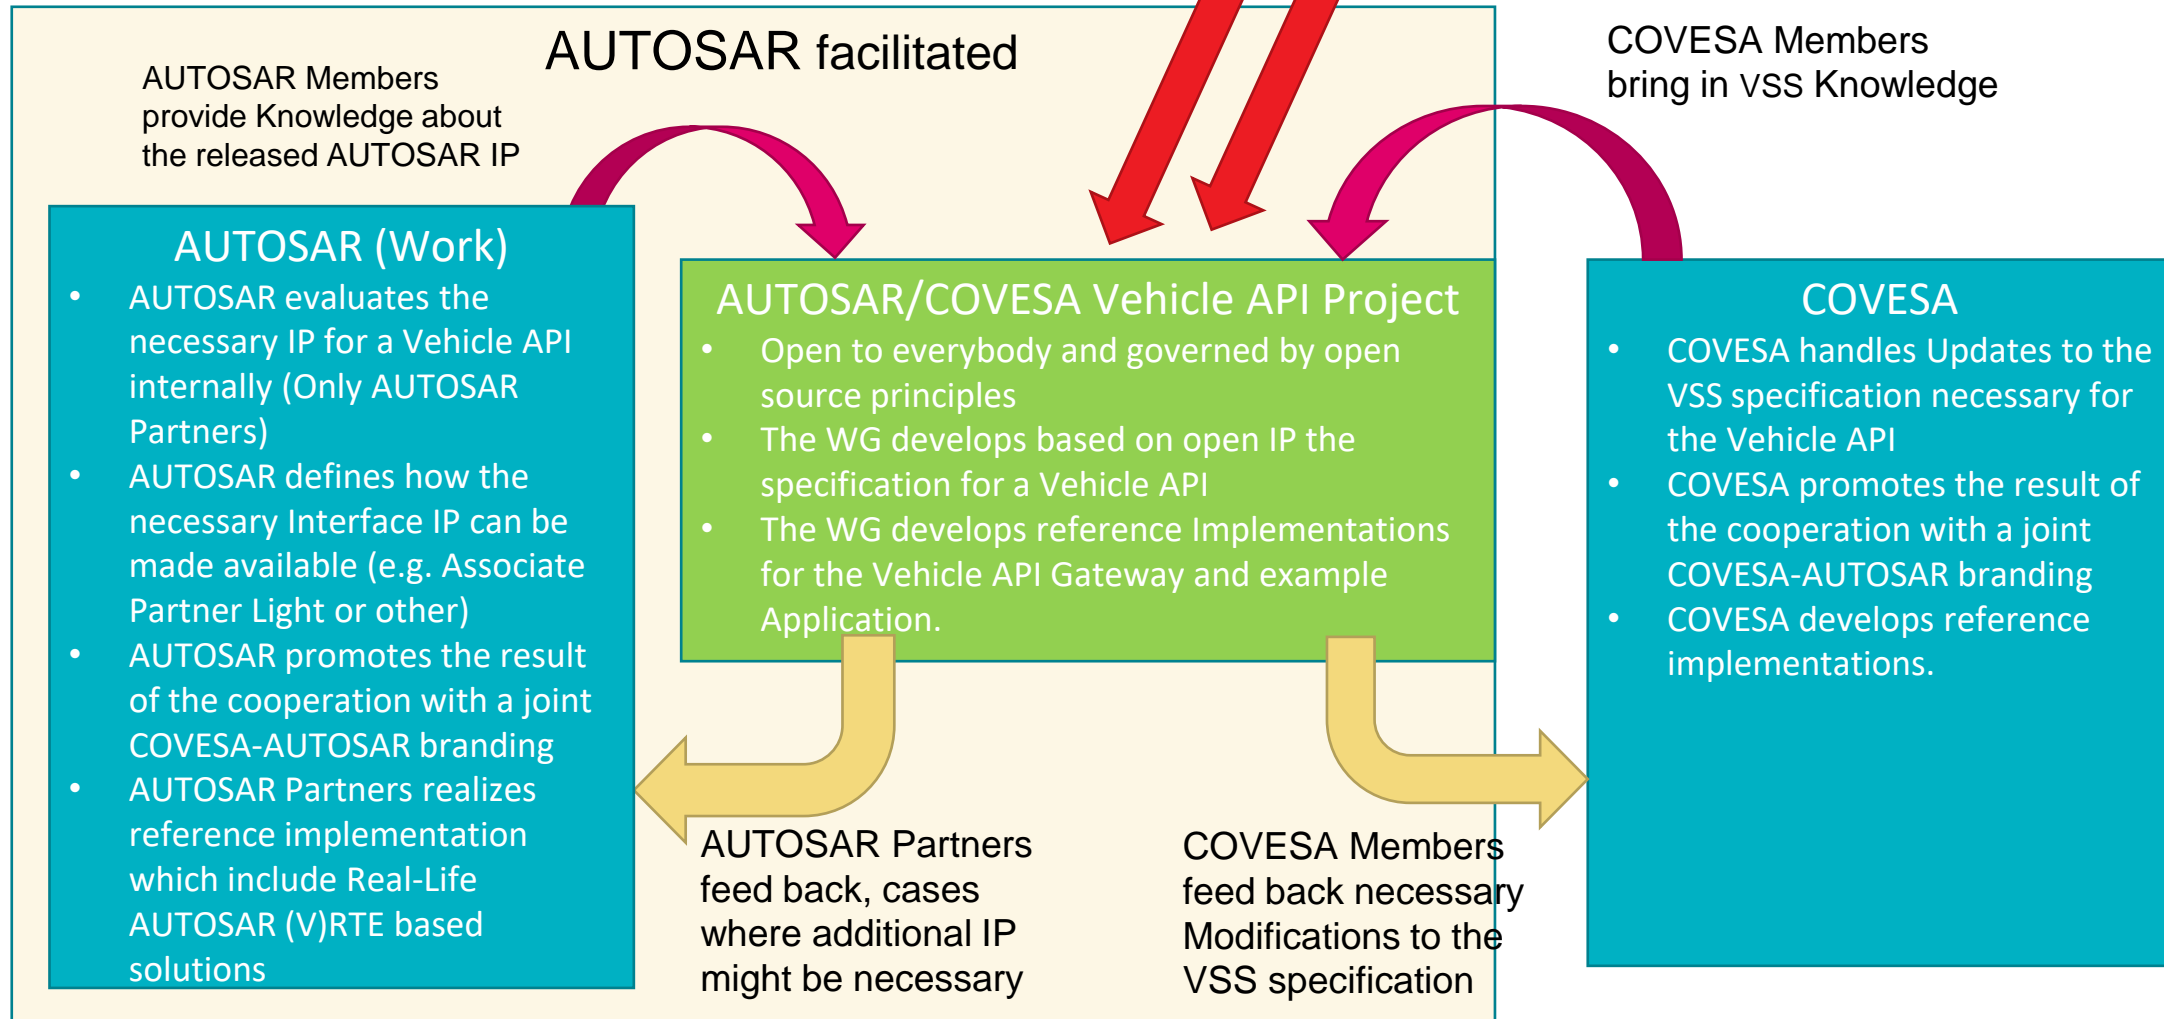 AUTOSAR facilitated
AUTOSAR Members
provide Knowledge about
the released AUTOSAR IP
COVESA Members
bring in VSS Knowledge
AUTOSAR (Work)
• AUTOSAR evaluates the
necessary IP for a Vehicle API
internally (Only AUTOSAR
Partners)
• AUTOSAR defines how the
necessary Interface IP can be
made available (e.g. Associate
Partner Light or other)
• AUTOSAR promotes the result
of the cooperation with a joint
COVESA-AUTOSAR branding
• AUTOSAR Partners realizes
reference implementation
which include Real-Life
AUTOSAR (V)RTE based
solutions
AUTOSAR/COVESA Vehicle API Project
• Open to everybody and governed by open
source principles
• The WG develops based on open IP the
specification for a Vehicle API
• The WG develops reference Implementations
for the Vehicle API Gateway and example
Application.
COVESA
• COVESA handles Updates to the
VSS specification necessary for
the Vehicle API
• COVESA promotes the result of
the cooperation with a joint
COVESA-AUTOSAR branding
• COVESA develops reference
implementations.
AUTOSAR Partners
feed back, cases
where additional IP
might be necessary
COVESA Members
feed back necessary
Modifications to the
VSS specification